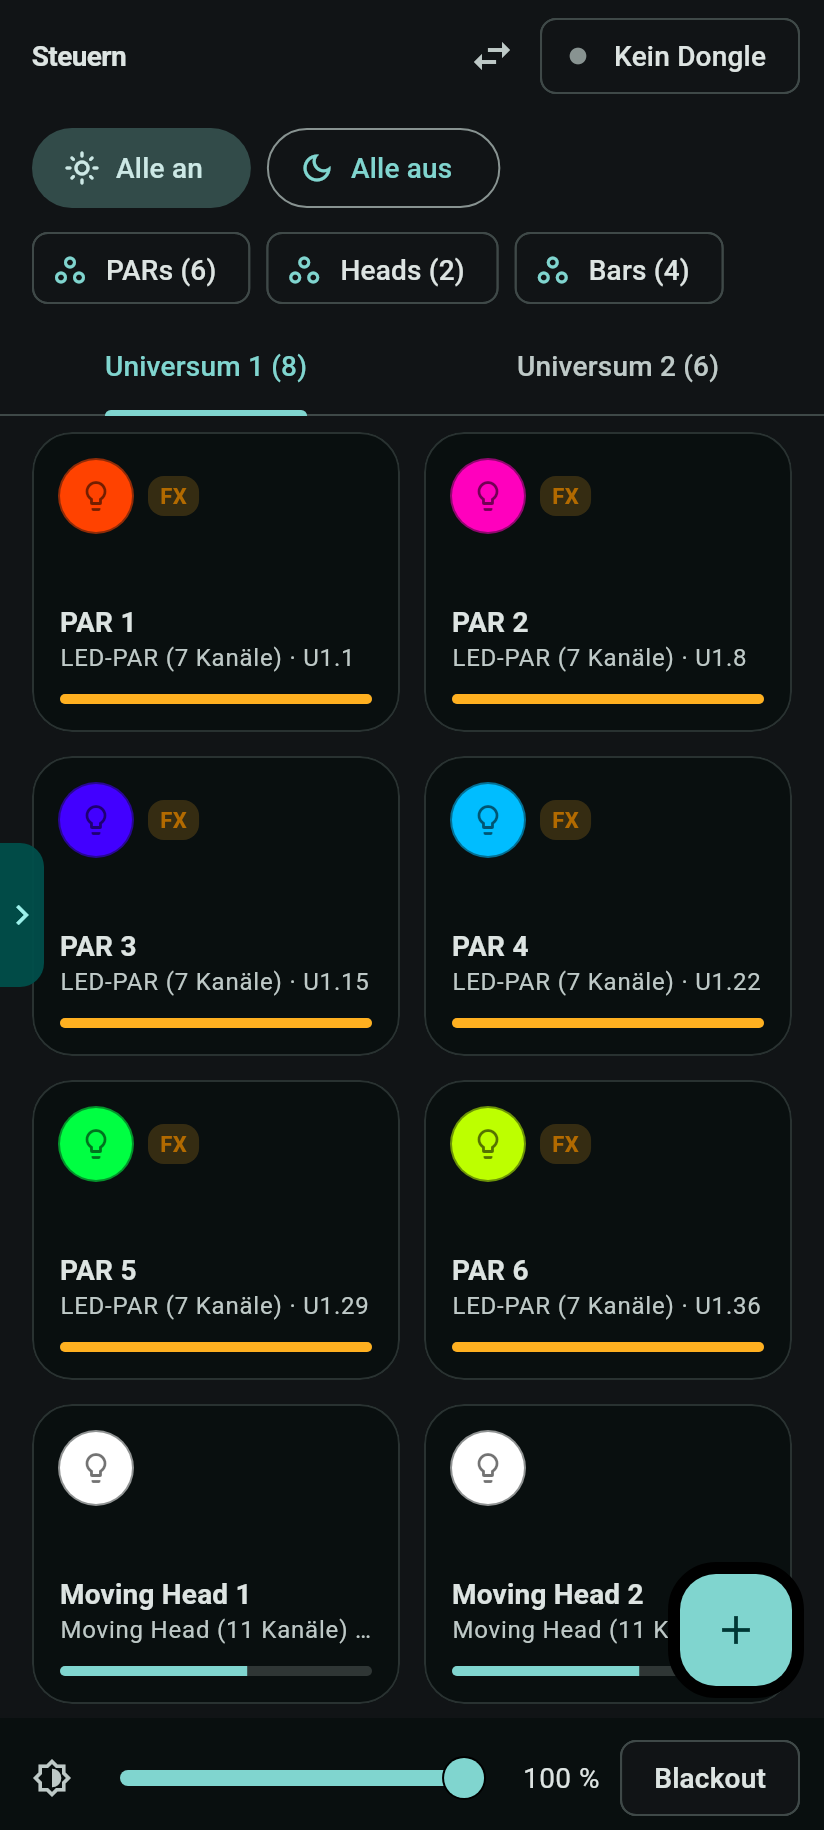 Steuern
Kein Dongle
Alle an
Alle aus
PARs (6)
Heads (2)
Bars (4)
Universum 1 (8)
Universum 2 (6)
FX
FX
PAR 1
PAR 2
LED-PAR (7 Kanäle) · U1.1
LED-PAR (7 Kanäle) · U1.8
FX
FX
PAR 3
PAR 4
LED-PAR (7 Kanäle) · U1.15
LED-PAR (7 Kanäle) · U1.22
FX
FX
PAR 5
PAR 6
LED-PAR (7 Kanäle) · U1.29
LED-PAR (7 Kanäle) · U1.36
Moving Head 1
Moving Head 2
Moving Head (11 Kanäle) …
Moving Head (11 K
100 %
Blackout